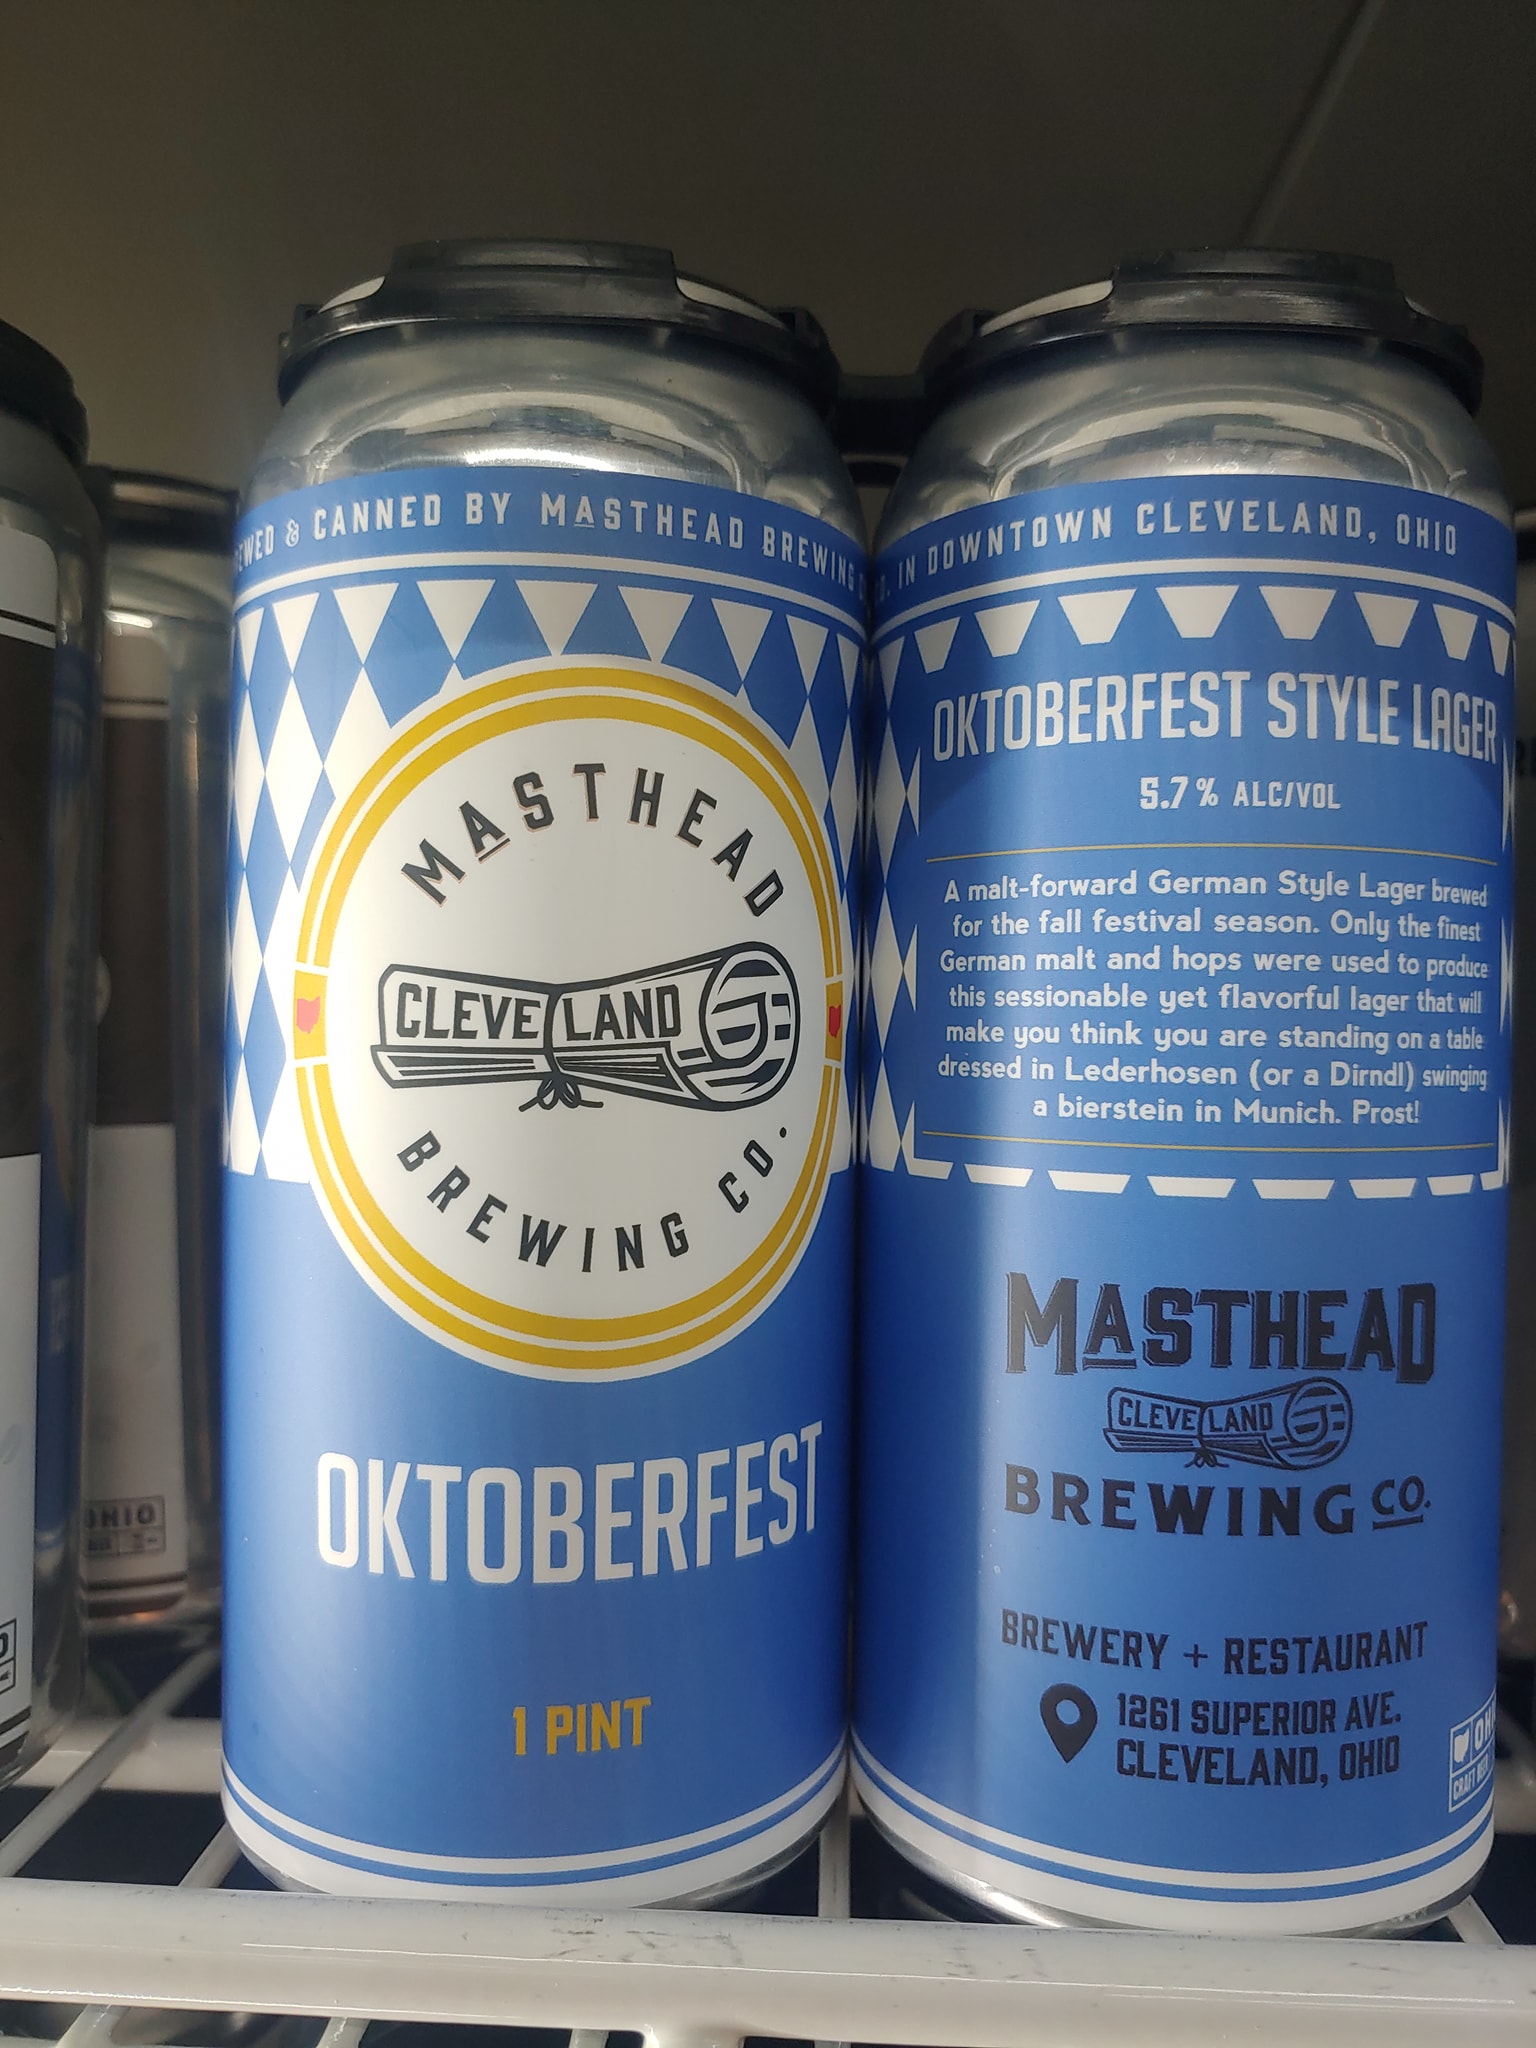 & CANNED BY MASTHEAD BREWING
MASTHEAD
CLEVELAND
BREWING CO.
OKTOBERFEST
1 PINT
IN DOWNTOWN CLEVELAND, OHIO
OKTOBERFEST STYLE LAGER
5.7% ALC/VOL
A malt-forward German Style Lager brewed
for the fall festival season. Only the finest
German malt and hops were used to produce
this sessionable yet flavorful lager that will
make you think you are standing on a table
dressed in Lederhosen (or a Dirndl) swinging
a bierstein in Munich. Prost!
MASTHEAD
CLEVELAND
BREWING CO.
BREWERY + RESTAURANT
1261 SUPERIOR AVE.
CLEVELAND, OHIO
CRAFT
OHIO